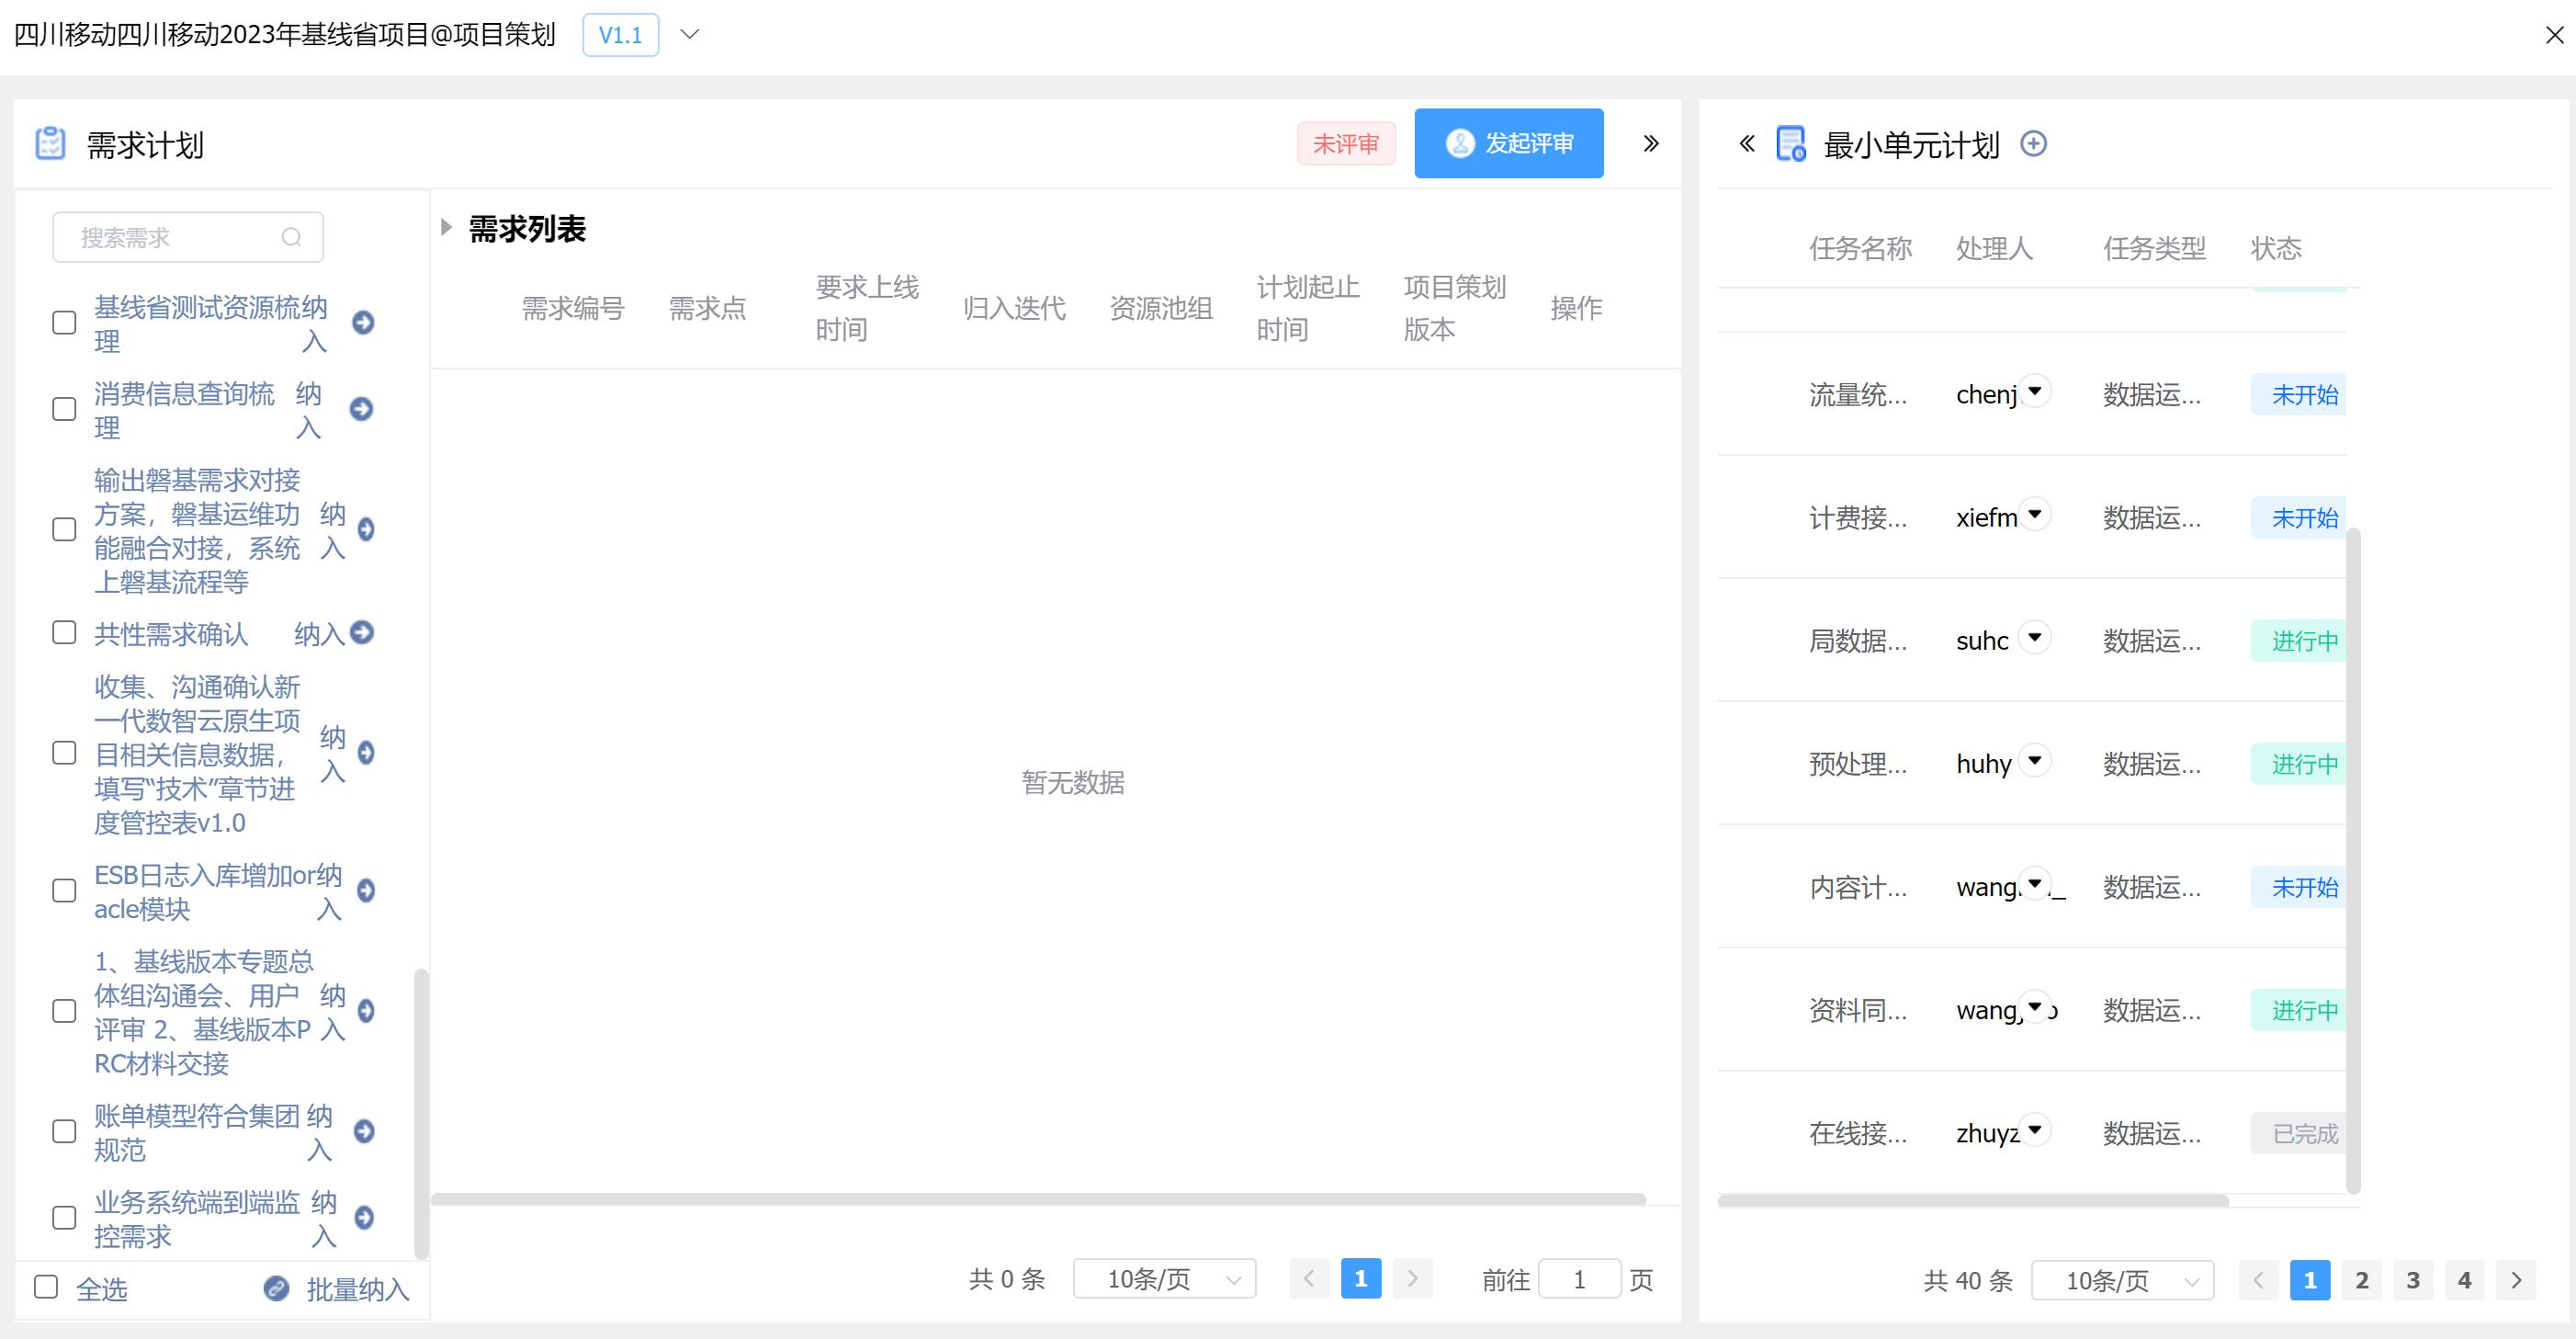 四川移动四川移动2023年基线省项目@项目策划 V1.1
需求计划
未评审
发起评审
搜索需求
基线省测试资源梳
理
纳
入
消费信息查询梳
理
纳
入
输出磐基需求对接
方案，磐基运维功
能融合对接，系统
上磐基流程等
纳
入
共性需求确认
纳入
收集、沟通确认新
一代数智云原生项
目相关信息数据，
填写“技术”章节进
度管控表v1.0
纳
入
ESB日志入库增加or
acle模块
纳
入
1、基线版本专题总
体组沟通会、用户
评审 2、基线版本P
RC材料交接
纳
入
账单模型符合集团
规范
纳
入
业务系统端到端监
控需求
纳
入
全选
批量纳入
需求列表
需求编号
需求点
要求上线
时间
归入迭代
资源池组
计划起止
时间
项目策划
版本
操作
暂无数据
共 0 条
10条/页
1
前往 1 页
最小单元计划
任务名称 处理人 任务类型 状态
流量统... 数据运... 未开始
计费接... xiefm 数据运... 未开始
局数据... suhc 数据运... 进行中
预处理... huhy 数据运... 进行中
内容计... 数据运... 未开始
资料同... 数据运... 进行中
在线接... zhuyz 数据运... 已完成
共 40 条
10条/页
1 2 3 4